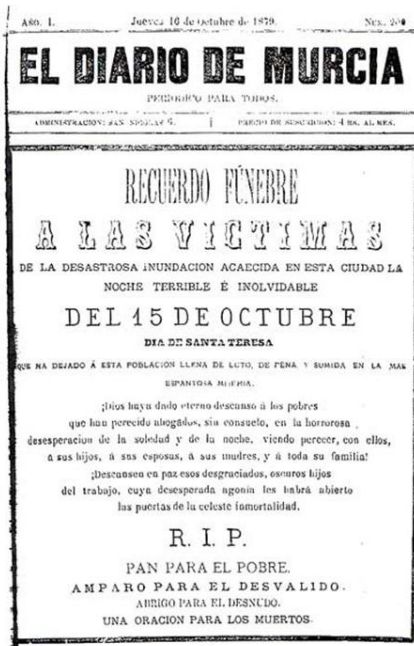 AÑO. I. Jueves 16 de Octubre de 1879. NUM. 20
EL DIARIO DE MURCIA
PERIODICO PARA TODOS.
ADMINISTRACION: SAN NICOLAS 6. PRECIO DE SUSCRICION: 4 RS. AL MES.
RECUERDO FÚNEBRE
A LAS VICTIMAS
DE LA DESASTROSA INUNDACION ACAECIDA EN ESTA CIUDAD LA
NOCHE TERRIBLE É INOLVIDABLE
DEL 15 DE OCTUBRE
DIA DE SANTA TERESA
QUE HA DEJADO Á ESTA POBLACION LLENA DE LUTO, DE PENA Y SUMIDA EN LA MAS
ESPANTOSA MISERIA.
¡Dios haya dado eterno descanso á los pobres
que han perecido ahogados, sin consuelo, en la horrorosa
desesperacion de la soledad y de la noche, viendo perecer, con ellos,
á sus hijos, á sus esposas, á sus madres, y á toda su familia!
¡Descansen en paz esos desgraciados, oscuros hijos
del trabajo, cuya desesperada agonia les habrá abierto
las puertas de la celeste inmortalidad.
R. I. P.
PAN PARA EL POBRE.
AMPARO PARA EL DESVALIDO.
ABRIGO PARA EL DESNUDO.
UNA ORACION PARA LOS MUERTOS.